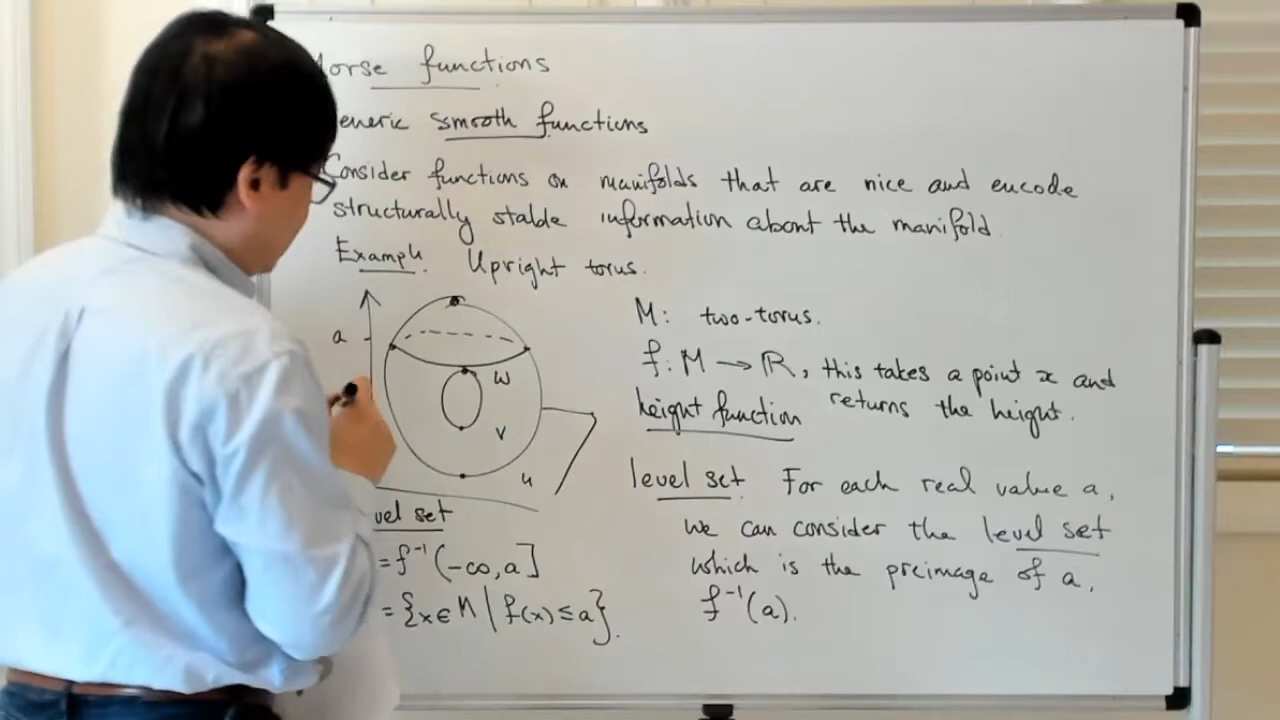 orse functions
eneric smooth functions
Consider functions on manifolds that are nice and encode
structurally stable information about the manifold.
Example. Upright torus.
a
w
v
u
M: two-torus.
f: M → ℝ, this takes a point x and
height function returns the height.
level set. For each real value a,
we can consider the level set
which is the preimage of a,
f⁻¹(a).
vel set
= f⁻¹(-∞, a]
= {x ∈ M | f(x) ≤ a}.